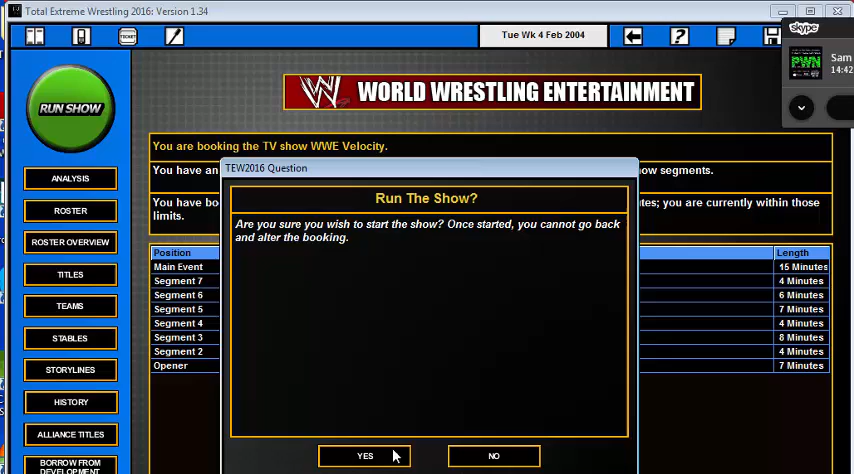 Total Extreme Wrestling 2016: Version 1.34
TICKET
Tue Wk 4 Feb 2004
?
skype
PWN
Sam
14:42
RUN SHOW
W WORLD WRESTLING ENTERTAINMENT
You are booking the TV show WWE Velocity.
You have an
ow segments.
You have bo
utes; you are currently within those
limits.
TEW2016 Question
Run The Show?
Are you sure you wish to start the show? Once started, you cannot go back
and alter the booking.
YES
NO
ANALYSIS
ROSTER
ROSTER OVERVIEW
TITLES
TEAMS
STABLES
STORYLINES
HISTORY
ALLIANCE TITLES
BORROW FROM
DEVELOPMENT
Position Length
Main Event 15 Minutes
Segment 7 4 Minutes
Segment 6 6 Minutes
Segment 5 7 Minutes
Segment 4 4 Minutes
Segment 3 8 Minutes
Segment 2 4 Minutes
Opener 7 Minutes